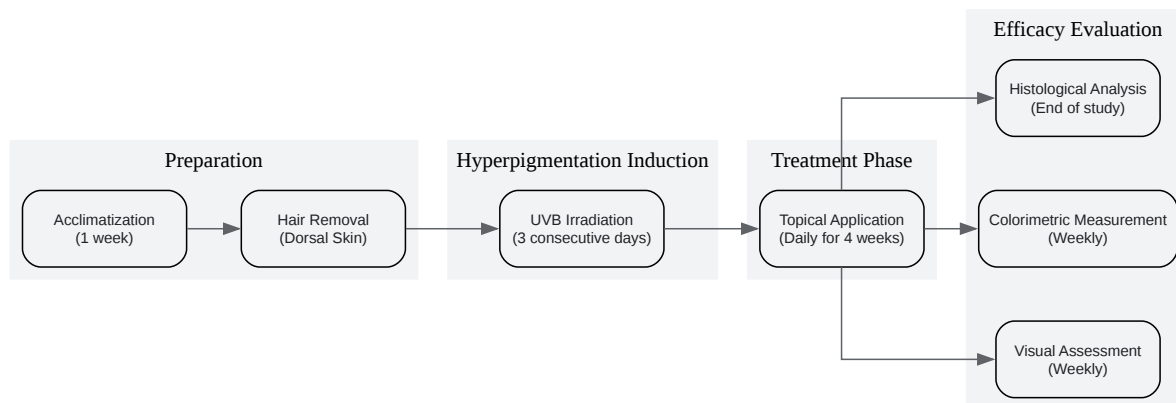 Preparation
Acclimatization
(1 week)
Hair Removal
(Dorsal Skin)
Hyperpigmentation Induction
UVB Irradiation
(3 consecutive days)
Treatment Phase
Topical Application
(Daily for 4 weeks)
Efficacy Evaluation
Histological Analysis
(End of study)
Colorimetric Measurement
(Weekly)
Visual Assessment
(Weekly)